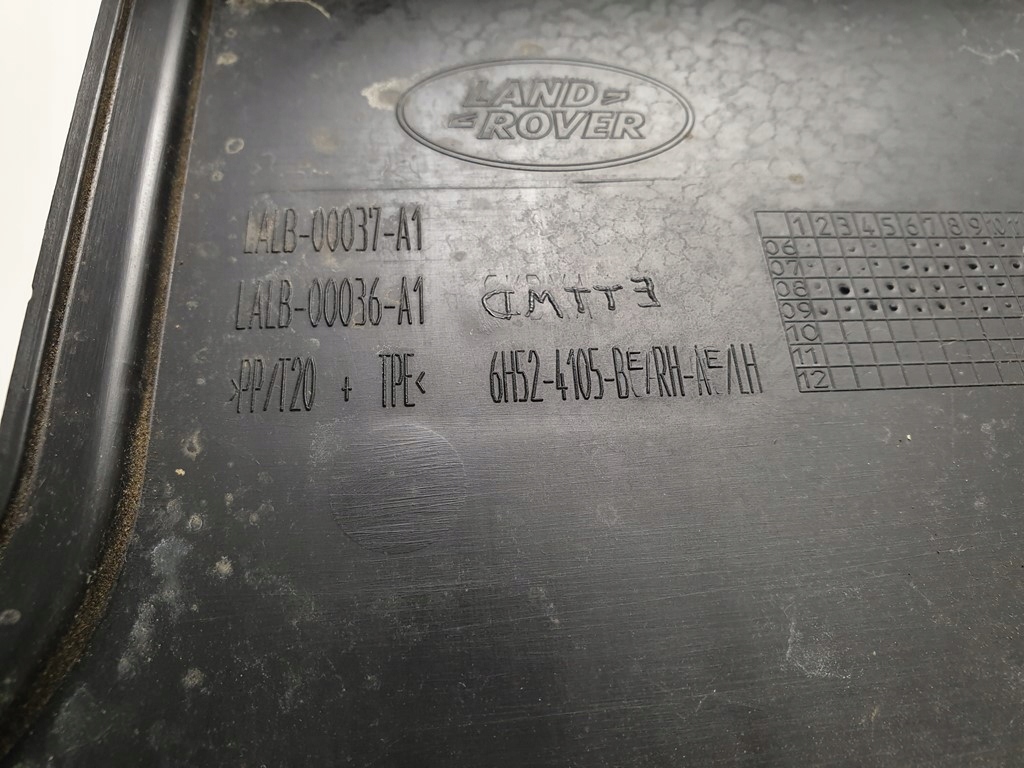 LAND
ROVER
LALB-00037-A1
LALB-00036-A1
>PP/T20 + TPE<
6H52-4105-BE/RH-AE/LH
1 2 3 4 5 6 7 8 9 10
06
07
08
09
10
11
12